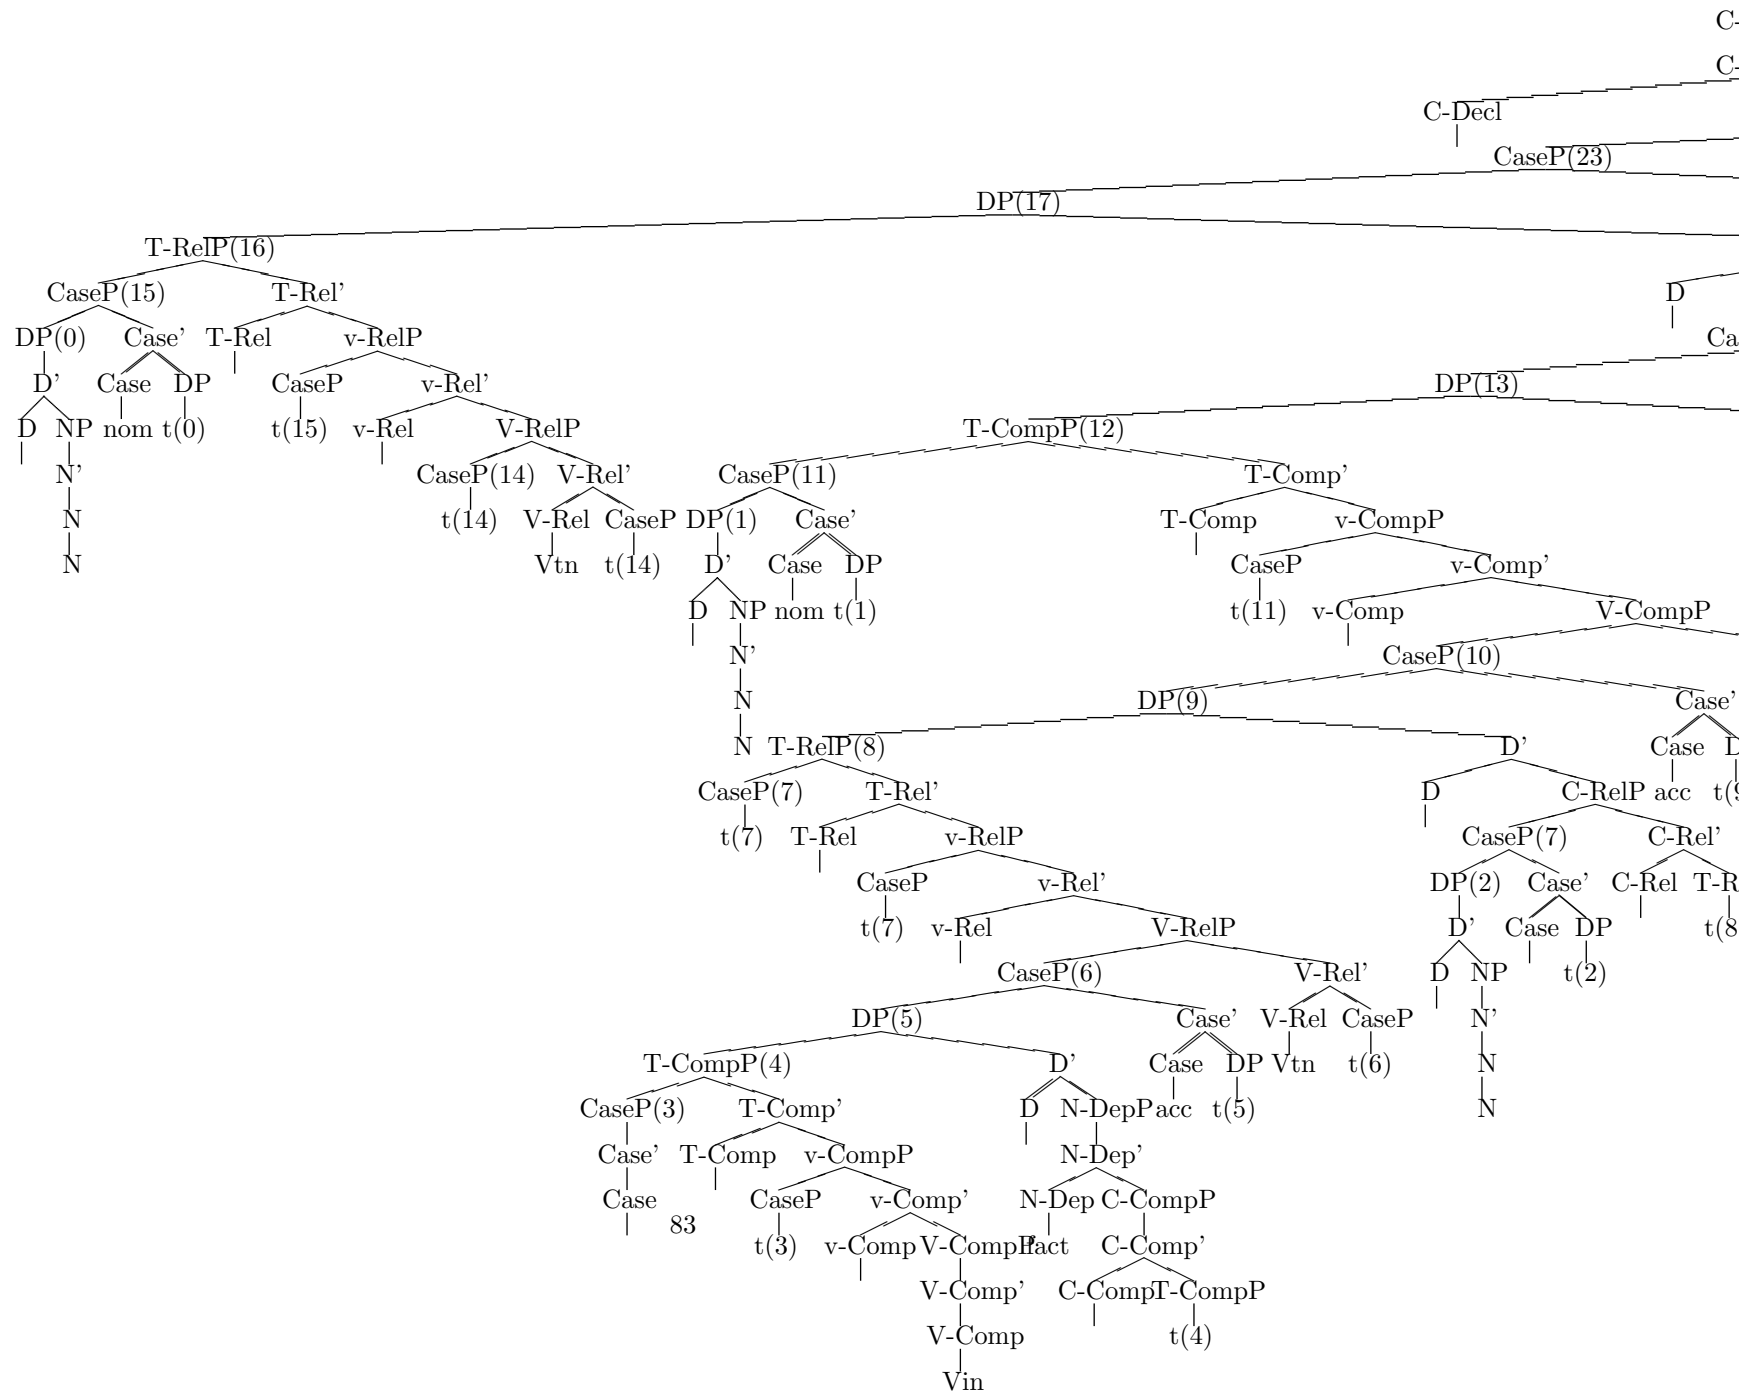 C-
C-
C-Decl
CaseP(23)
DP(17)
T-RelP(16)
CaseP(15) T-Rel' D
DP(0) Case' T-Rel v-RelP Ca
D' Case DP CaseP v-Rel' DP(13)
D NP nom t(0) t(15) v-Rel V-RelP T-CompP(12)
N' CaseP(14) V-Rel' CaseP(11) T-Comp'
N t(14) V-Rel CaseP DP(1) Case' T-Comp v-CompP
N Vtn t(14) D' Case DP CaseP v-Comp'
D NP nom t(1) t(11) v-Comp V-CompP
N' CaseP(10)
N DP(9) Case'
N T-RelP(8) D' Case D
CaseP(7) T-Rel' D C-RelP acc t(9
t(7) T-Rel v-RelP CaseP(7) C-Rel'
CaseP v-Rel' DP(2) Case' C-Rel T-R
t(7) v-Rel V-RelP D' Case DP t(8
CaseP(6) V-Rel' D NP t(2)
DP(5) Case' V-Rel CaseP N'
T-CompP(4) D' Case DP Vtn t(6) N
CaseP(3) T-Comp' D N-DepP acc t(5) N
Case' T-Comp v-CompP N-Dep'
Case CaseP v-Comp' N-Dep C-CompP
83
t(3) v-Comp V-CompP fact C-Comp'
V-Comp' C-Comp T-CompP
V-Comp t(4)
Vin